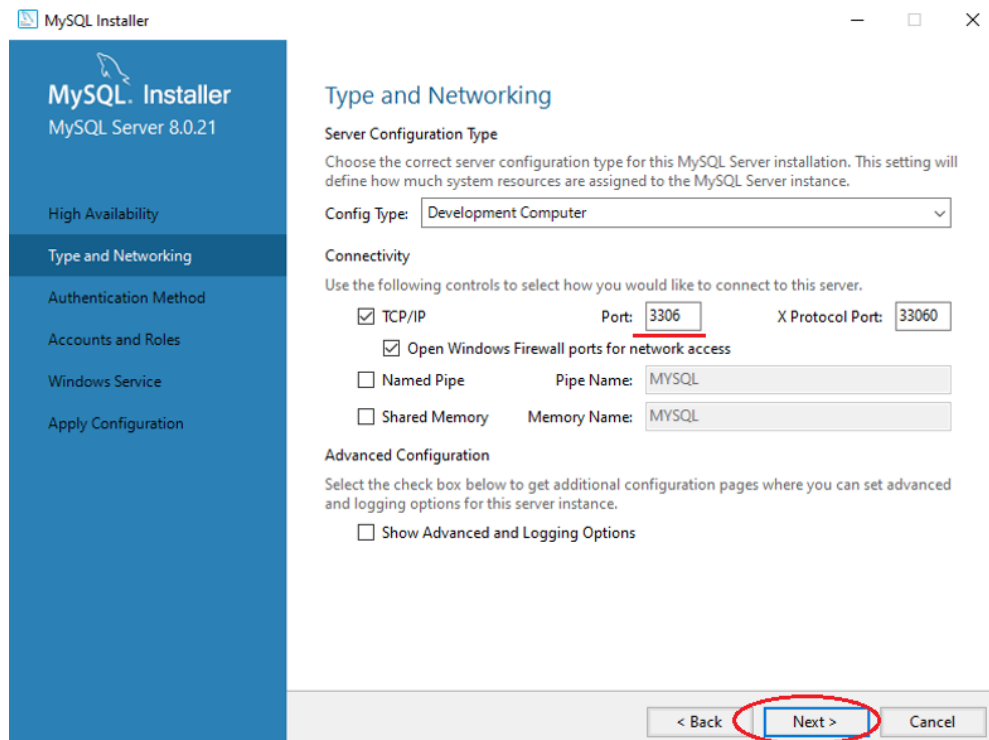 MySQL Installer
MySQL. Installer
MySQL Server 8.0.21
High Availability
Type and Networking
Authentication Method
Accounts and Roles
Windows Service
Apply Configuration
Type and Networking
Server Configuration Type
Choose the correct server configuration type for this MySQL Server installation. This setting will
define how much system resources are assigned to the MySQL Server instance.
Config Type: Development Computer
Connectivity
Use the following controls to select how you would like to connect to this server.
TCP/IP Port: 3306 X Protocol Port: 33060
Open Windows Firewall ports for network access
Named Pipe Pipe Name: MYSQL
Shared Memory Memory Name: MYSQL
Advanced Configuration
Select the check box below to get additional configuration pages where you can set advanced
and logging options for this server instance.
Show Advanced and Logging Options
< Back Next > Cancel